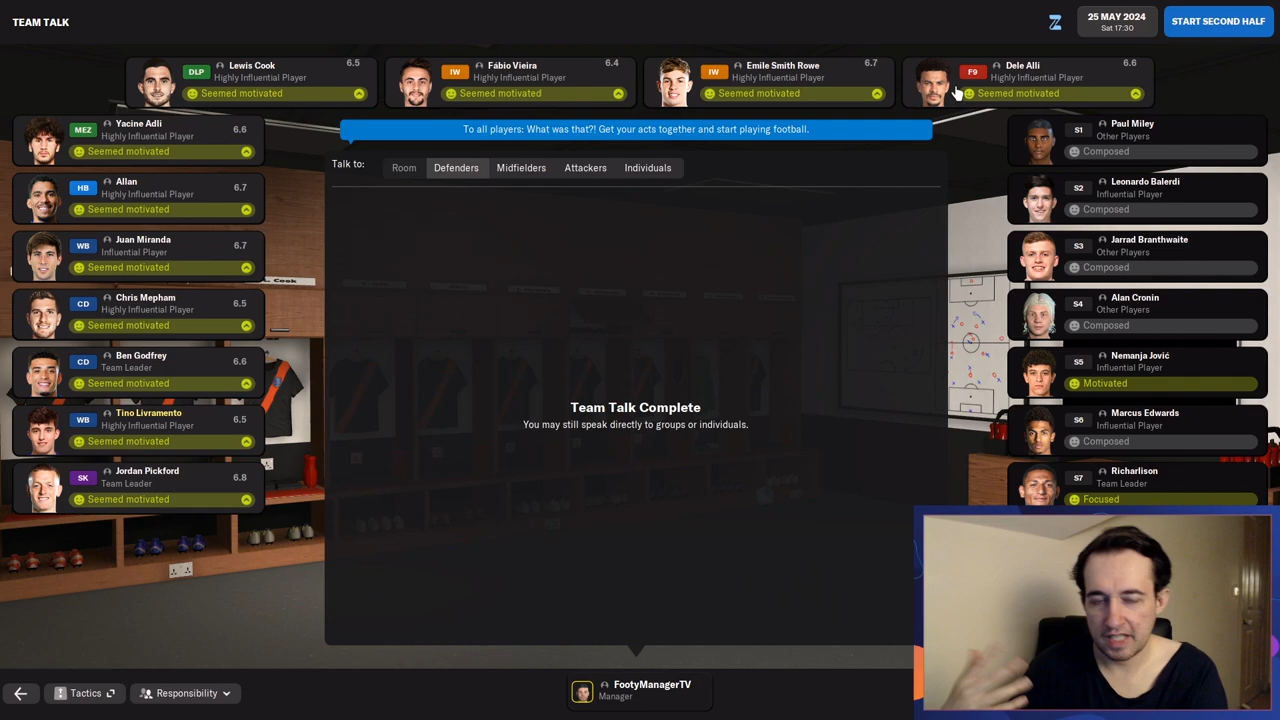 TEAM TALK
25 MAY 2024
Sat 17:30
START SECOND HALF
DLP
Lewis Cook
6.5
Highly Influential Player
Seemed motivated
IW
Fábio Vieira
6.4
Highly Influential Player
Seemed motivated
IW
Emile Smith Rowe
6.7
Highly Influential Player
Seemed motivated
F9
Dele Alli
6.6
Highly Influential Player
Seemed motivated
To all players: What was that?! Get your acts together and start playing football.
Talk to:
Room
Defenders
Midfielders
Attackers
Individuals
MEZ
Yacine Adli
6.6
Highly Influential Player
Seemed motivated
HB
Allan
6.7
Highly Influential Player
Seemed motivated
WB
Juan Miranda
6.7
Influential Player
Seemed motivated
CD
Chris Mepham
6.5
Highly Influential Player
Seemed motivated
CD
Ben Godfrey
6.6
Team Leader
Seemed motivated
WB
Tino Livramento
6.5
Highly Influential Player
Seemed motivated
SK
Jordan Pickford
6.8
Team Leader
Seemed motivated
Cook
Team Talk Complete
You may still speak directly to groups or individuals.
S1
Paul Miley
Other Players
Composed
S2
Leonardo Balerdi
Influential Player
Composed
S3
Jarrad Branthwaite
Other Players
Composed
S4
Alan Cronin
Other Players
Composed
S5
Nemanja Jović
Influential Player
Motivated
S6
Marcus Edwards
Influential Player
Composed
S7
Richarlison
Team Leader
Focused
Tactics
Responsibility
FootyManagerTV
Manager